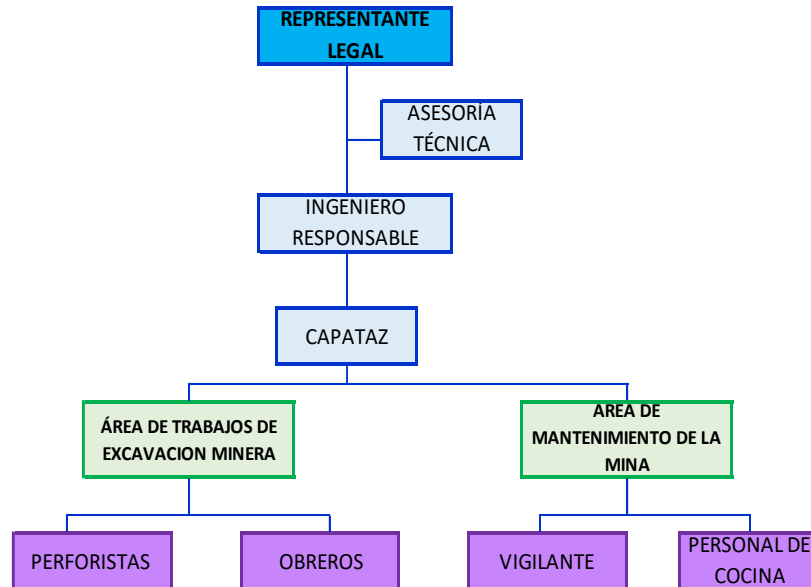 REPRESENTANTE
LEGAL
ASESORÍA
TÉCNICA
INGENIERO
RESPONSABLE
CAPATAZ
ÁREA DE TRABAJOS DE
EXCAVACION MINERA
AREA DE
MANTENIMIENTO DE LA
MINA
PERFORISTAS
OBREROS
VIGILANTE
PERSONAL DE
COCINA